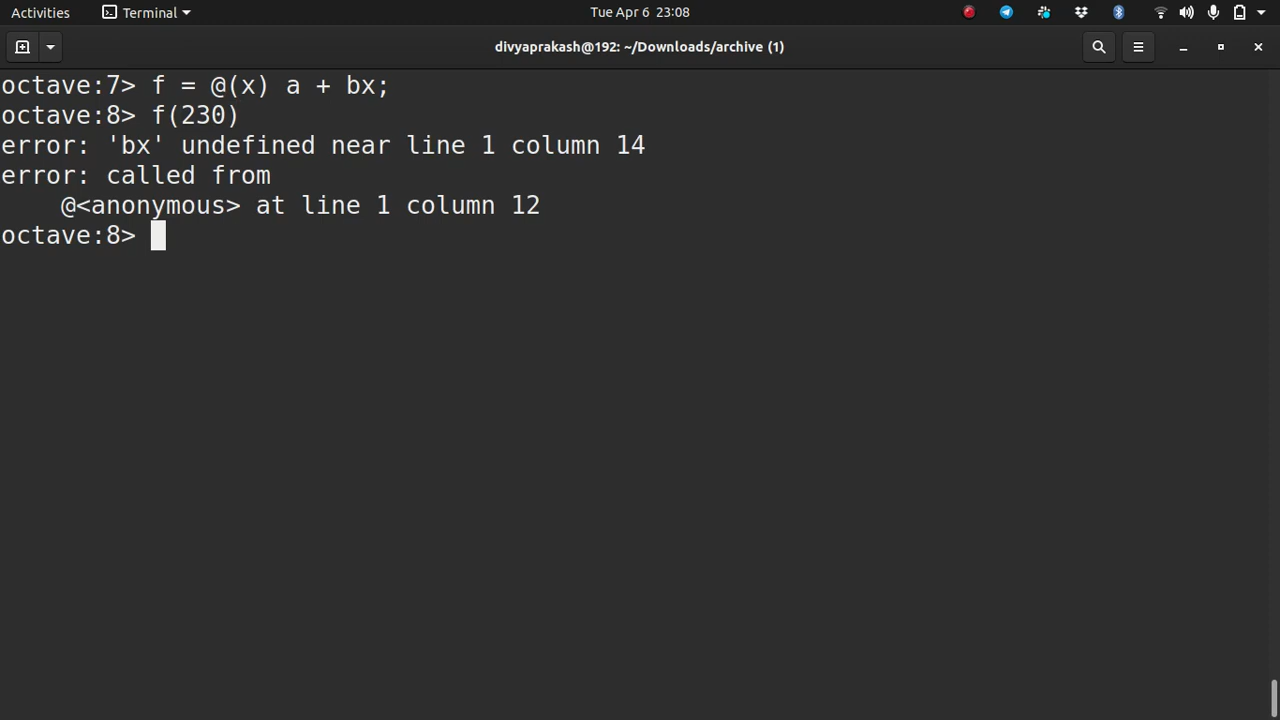 Activities
Terminal
Tue Apr 6 23:08
divyaprakash@192: ~/Downloads/archive (1)
octave:7> f = @(x) a + bx;
octave:8> f(230)
error: 'bx' undefined near line 1 column 14
error: called from
    @<anonymous> at line 1 column 12
octave:8>